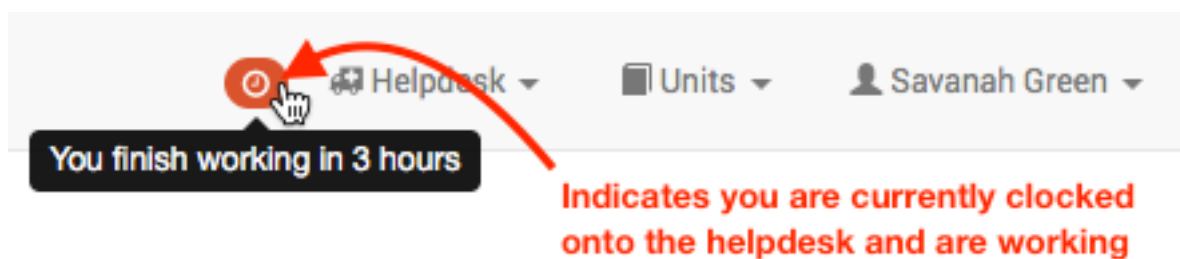 Helpdesk Units Savanah Green
You finish working in 3 hours
Indicates you are currently clocked
onto the helpdesk and are working